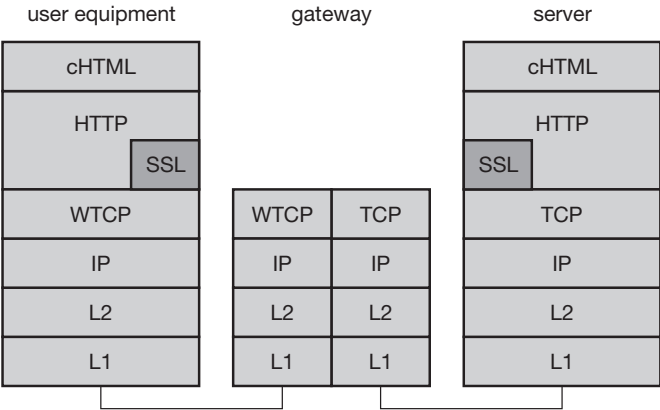 user equipment gateway server
cHTML cHTML
HTTP HTTP
SSL SSL
WTCP WTCP TCP TCP
IP IP IP IP
L2 L2 L2 L2
L1 L1 L1 L1